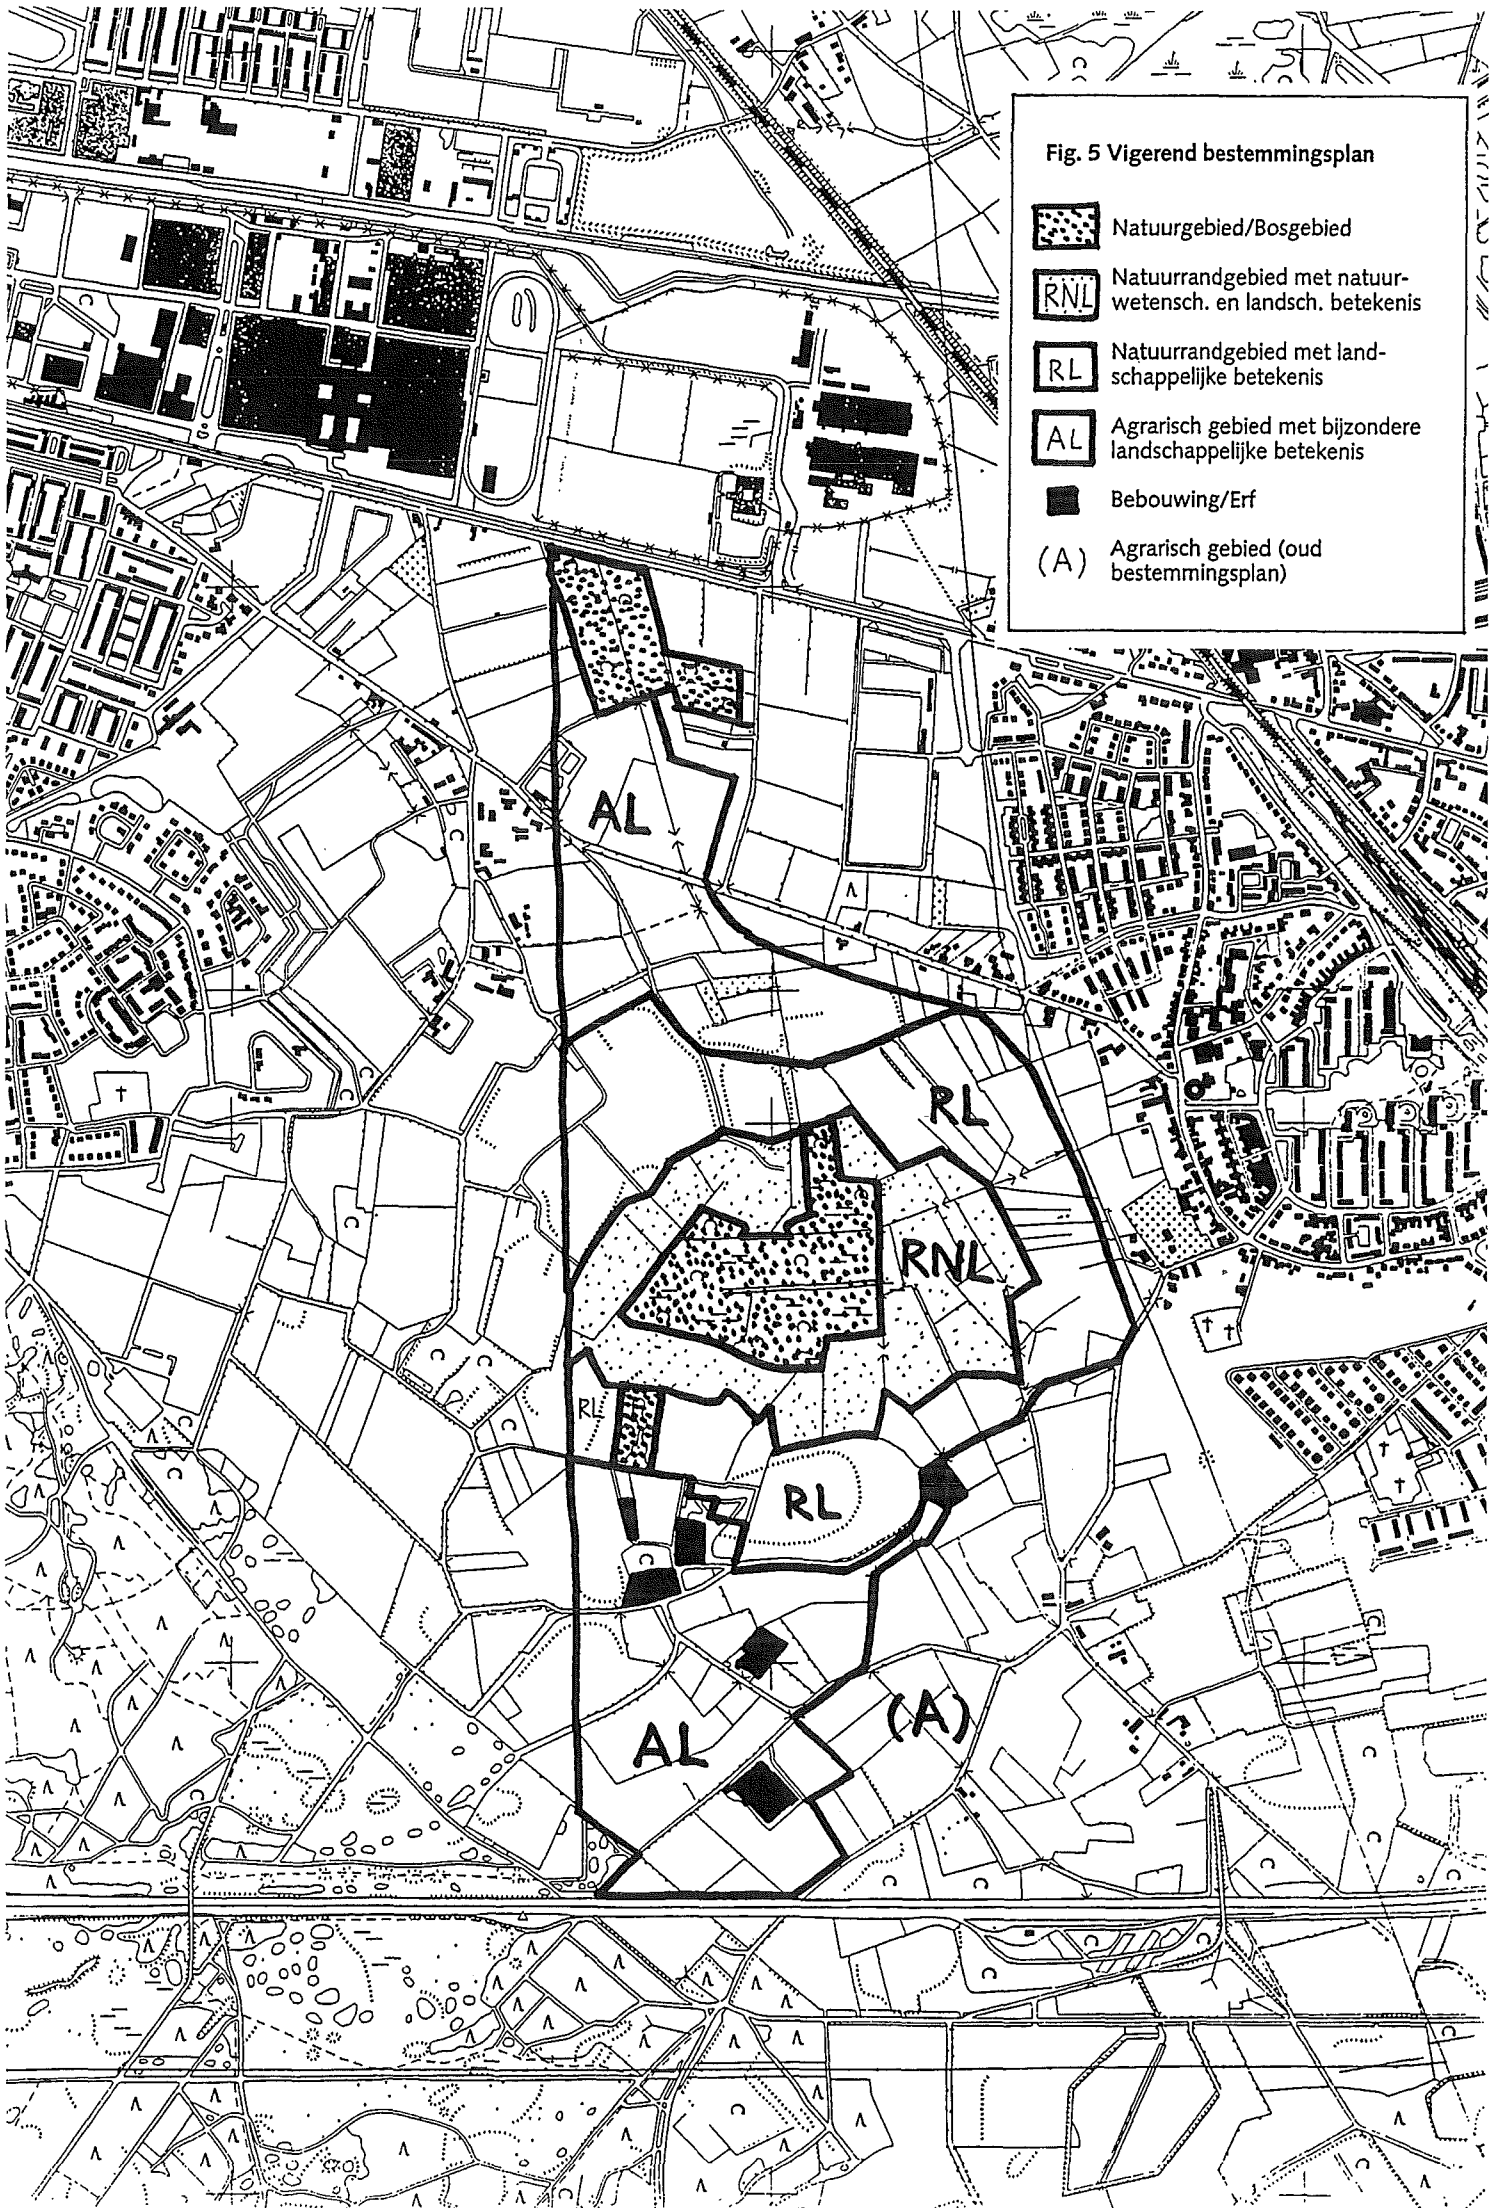 Fig. 5 Vigerend bestemmingsplan
Natuurgebied/Bosgebied
RNL
Natuurrandgebied met natuur-
wetensch. en landsch. betekenis
RL
Natuurrandgebied met land-
schappelijke betekenis
AL
Agrarisch gebied met bijzondere
landschappelijke betekenis
Bebouwing/Erf
(A)
Agrarisch gebied (oud
bestemmingsplan)
AL
RL
RNL
RL
RL
(A)
AL